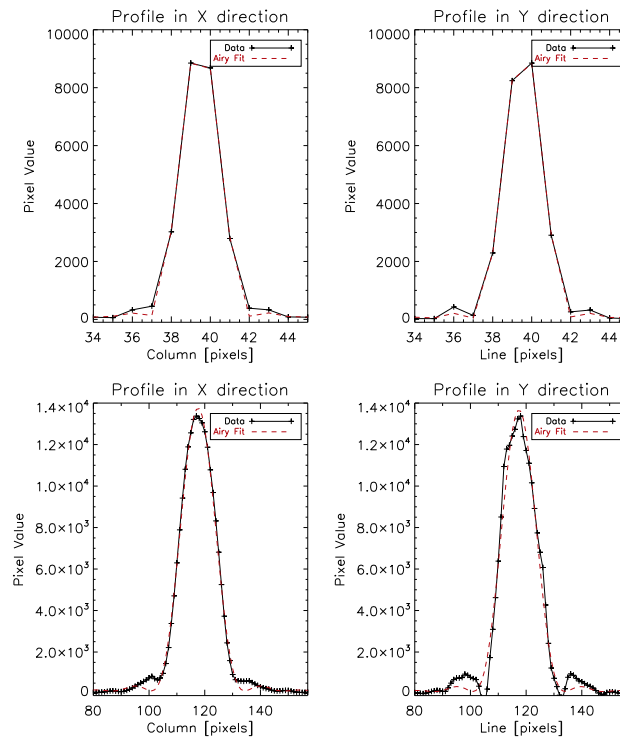 Profile in X direction
10000
8000
6000
4000
2000
0
Pixel Value
34 36 38 40 42 44
Column [pixels]
Data
Airy Fit
Profile in Y direction
10000
8000
6000
4000
2000
0
Pixel Value
34 36 38 40 42 44
Line [pixels]
Data
Airy Fit
Profile in X direction
1.4×10⁴
1.2×10⁴
1.0×10⁴
8.0×10³
6.0×10³
4.0×10³
2.0×10³
0
Pixel Value
80 100 120 140
Column [pixels]
Data
Airy Fit
Profile in Y direction
1.4×10⁴
1.2×10⁴
1.0×10⁴
8.0×10³
6.0×10³
4.0×10³
2.0×10³
0
Pixel Value
80 100 120 140
Line [pixels]
Data
Airy Fit